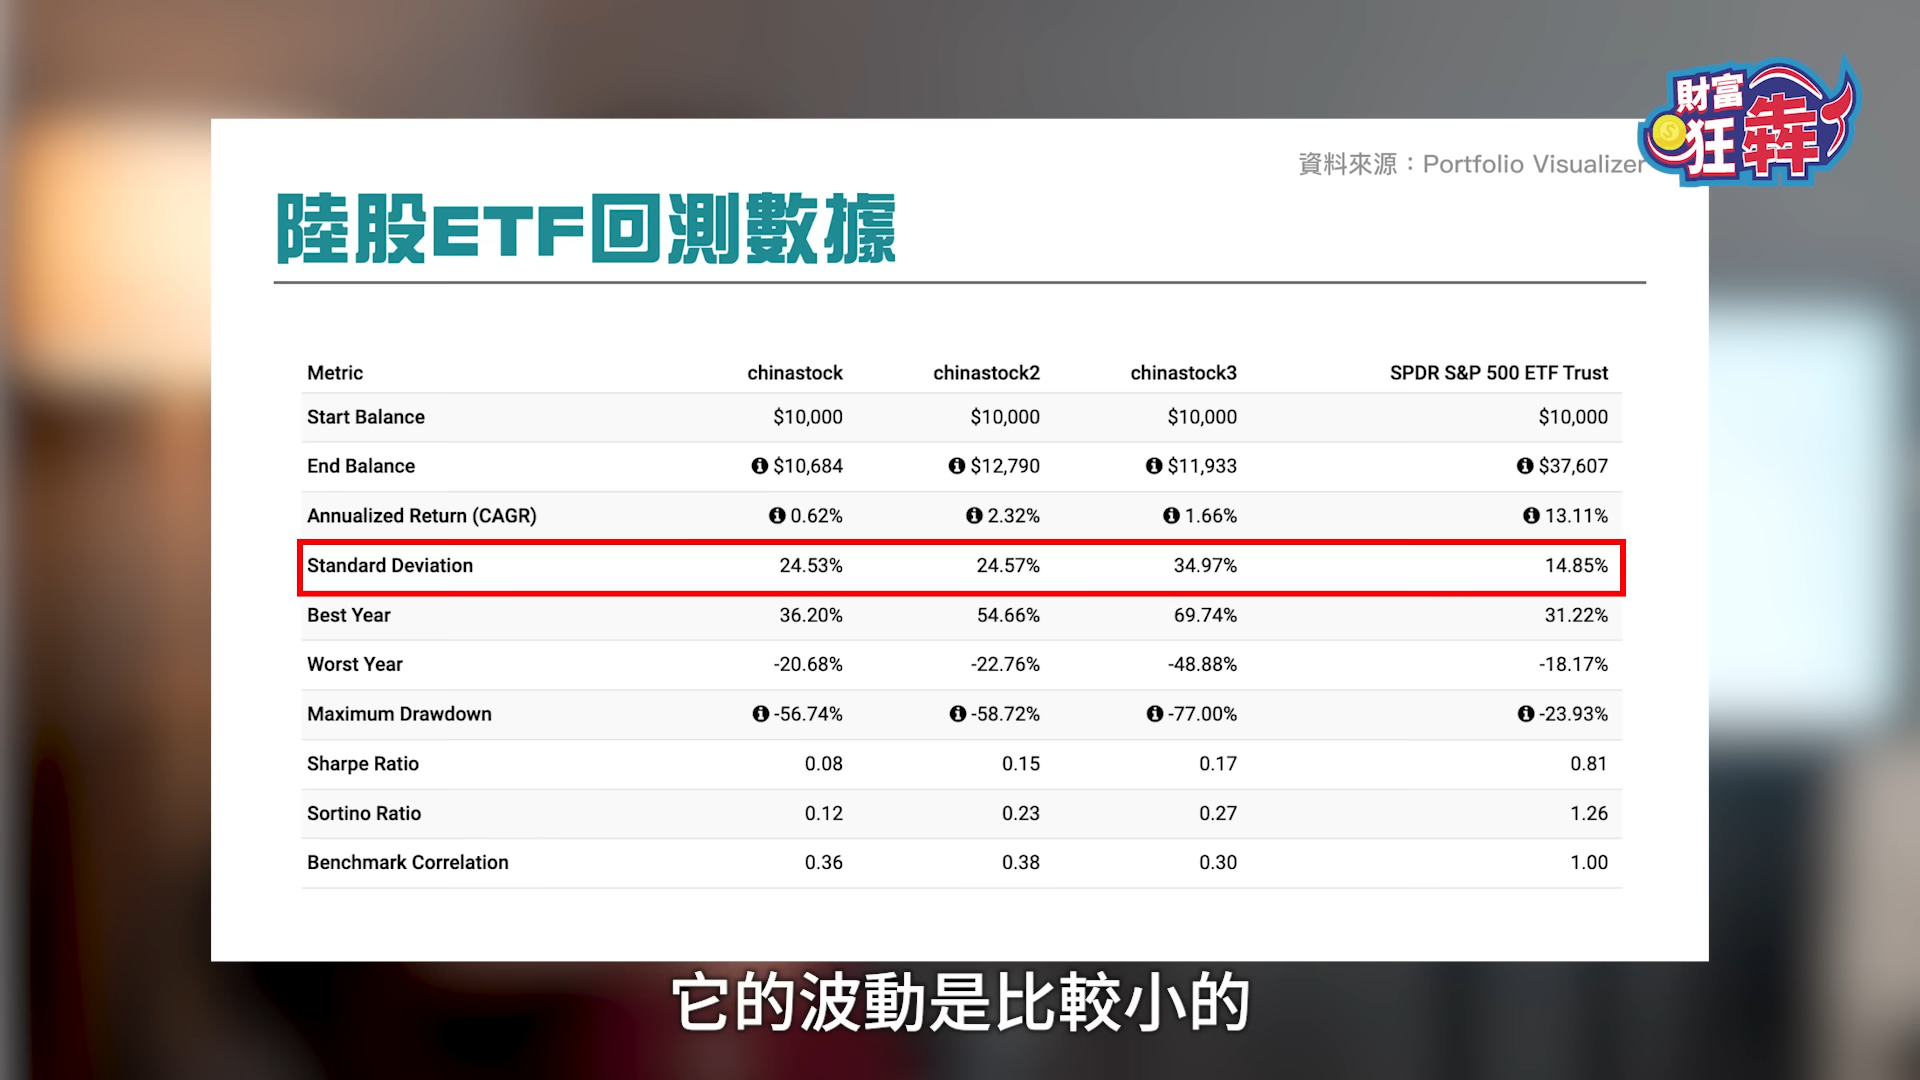 財富
狂犇
資料來源：Portfolio Visualizer
陸股ETF回測數據
Metric chinastock chinastock2 chinastock3 SPDR S&P 500 ETF Trust
Start Balance $10,000 $10,000 $10,000 $10,000
End Balance $10,684 $12,790 $11,933 $37,607
Annualized Return (CAGR) 0.62% 2.32% 1.66% 13.11%
Standard Deviation 24.53% 24.57% 34.97% 14.85%
Best Year 36.20% 54.66% 69.74% 31.22%
Worst Year -20.68% -22.76% -48.88% -18.17%
Maximum Drawdown -56.74% -58.72% -77.00% -23.93%
Sharpe Ratio 0.08 0.15 0.17 0.81
Sortino Ratio 0.12 0.23 0.27 1.26
Benchmark Correlation 0.36 0.38 0.30 1.00
它的波動是比較小的